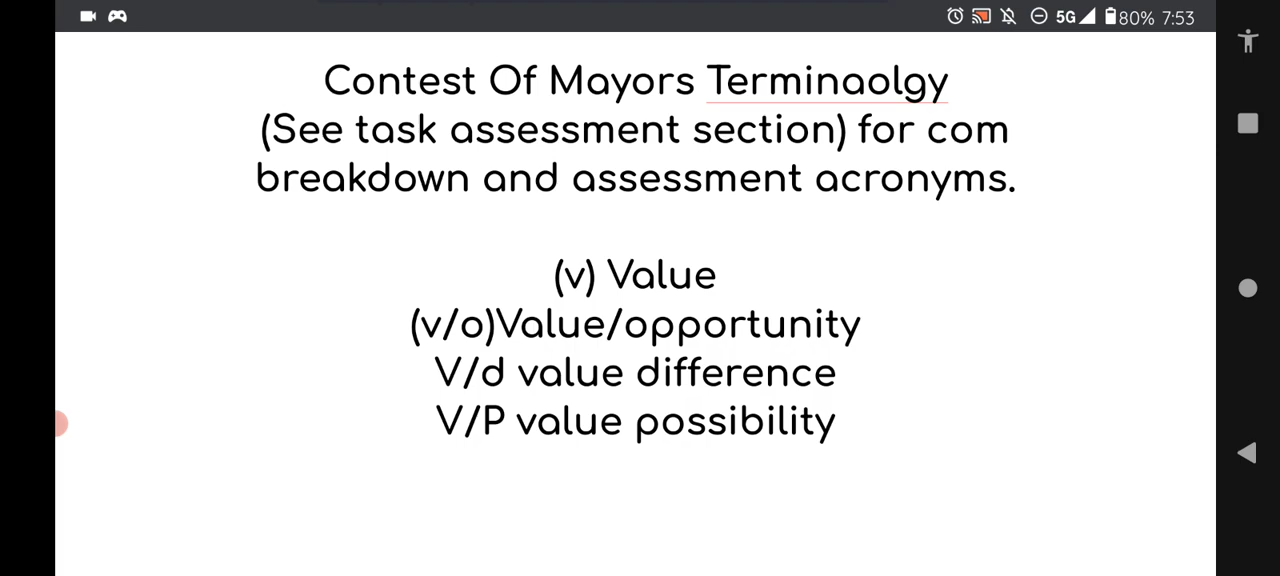 5G 80% 7:53
Contest Of Mayors Terminaolgy
(See task assessment section) for com
breakdown and assessment acronyms.
(v) Value
(v/o)Value/opportunity
V/d value difference
V/P value possibility